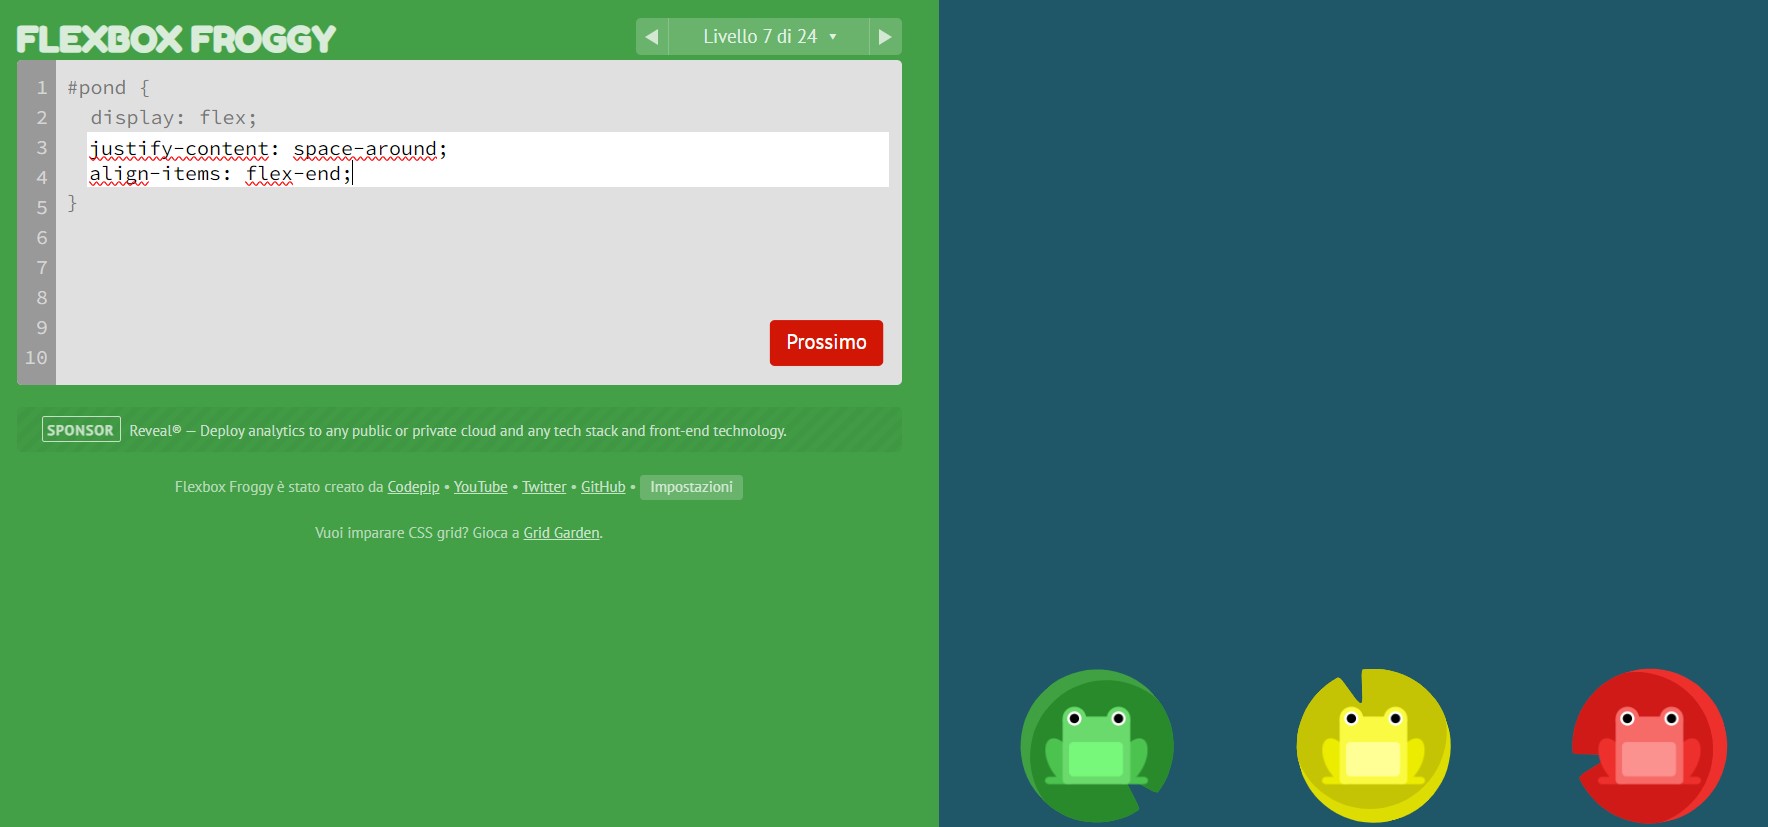 FLEXBOX FROGGY
◀ Livello 7 di 24 ▾ ▶
1 #pond {
2 display: flex;
3 justify-content: space-around;
4 align-items: flex-end;
5 }
6
7
8
9
10
Prossimo
SPONSOR Reveal® — Deploy analytics to any public or private cloud and any tech stack and front-end technology.
Flexbox Froggy è stato creato da Codepip • YouTube • Twitter • GitHub • Impostazioni
Vuoi imparare CSS grid? Gioca a Grid Garden.